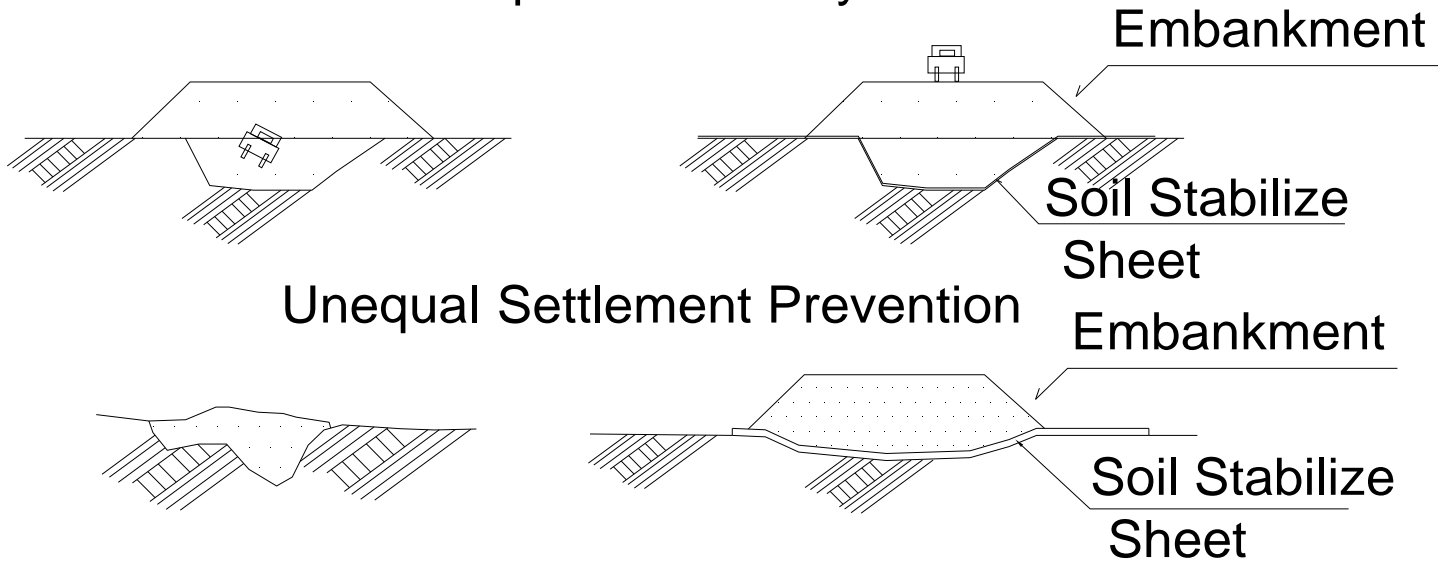 Embankment
Soil Stabilize
Sheet
Unequal Settlement Prevention
Embankment
Soil Stabilize
Sheet